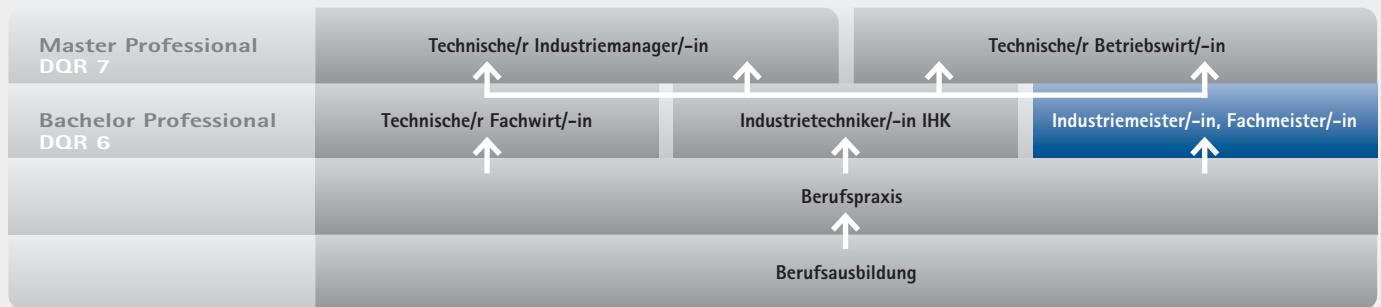 Master Professional
DQR 7
Technische/r Industriemanager/-in
Technische/r Betriebswirt/-in
Bachelor Professional
DQR 6
Technische/r Fachwirt/-in
Industrietechniker/-in IHK
Industriemeister/-in, Fachmeister/-in
Berufspraxis
Berufsausbildung